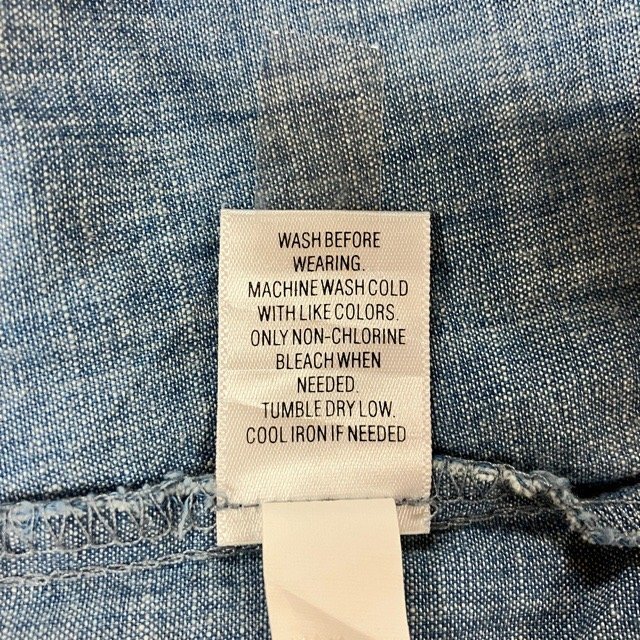 WASH BEFORE
WEARING.
MACHINE WASH COLD
WITH LIKE COLORS.
ONLY NON-CHLORINE
BLEACH WHEN
NEEDED.
TUMBLE DRY LOW.
COOL IRON IF NEEDED